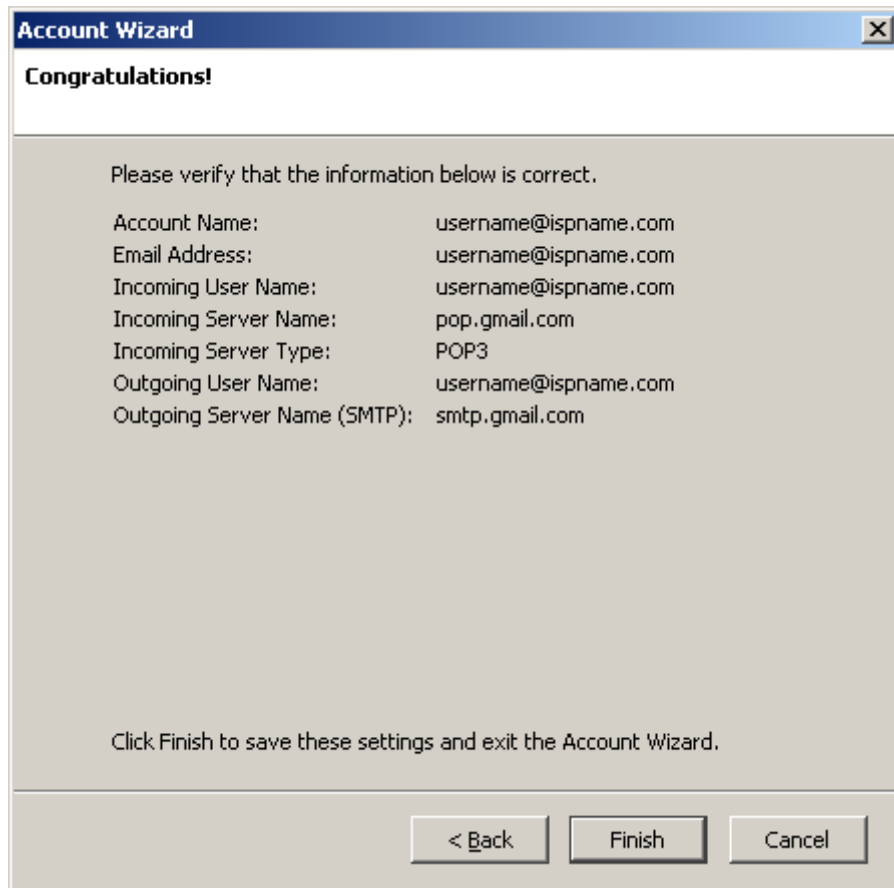 Account Wizard
Congratulations!
Please verify that the information below is correct.
Account Name: username@ispname.com
Email Address: username@ispname.com
Incoming User Name: username@ispname.com
Incoming Server Name: pop.gmail.com
Incoming Server Type: POP3
Outgoing User Name: username@ispname.com
Outgoing Server Name (SMTP): smtp.gmail.com
Click Finish to save these settings and exit the Account Wizard.
< Back Finish Cancel